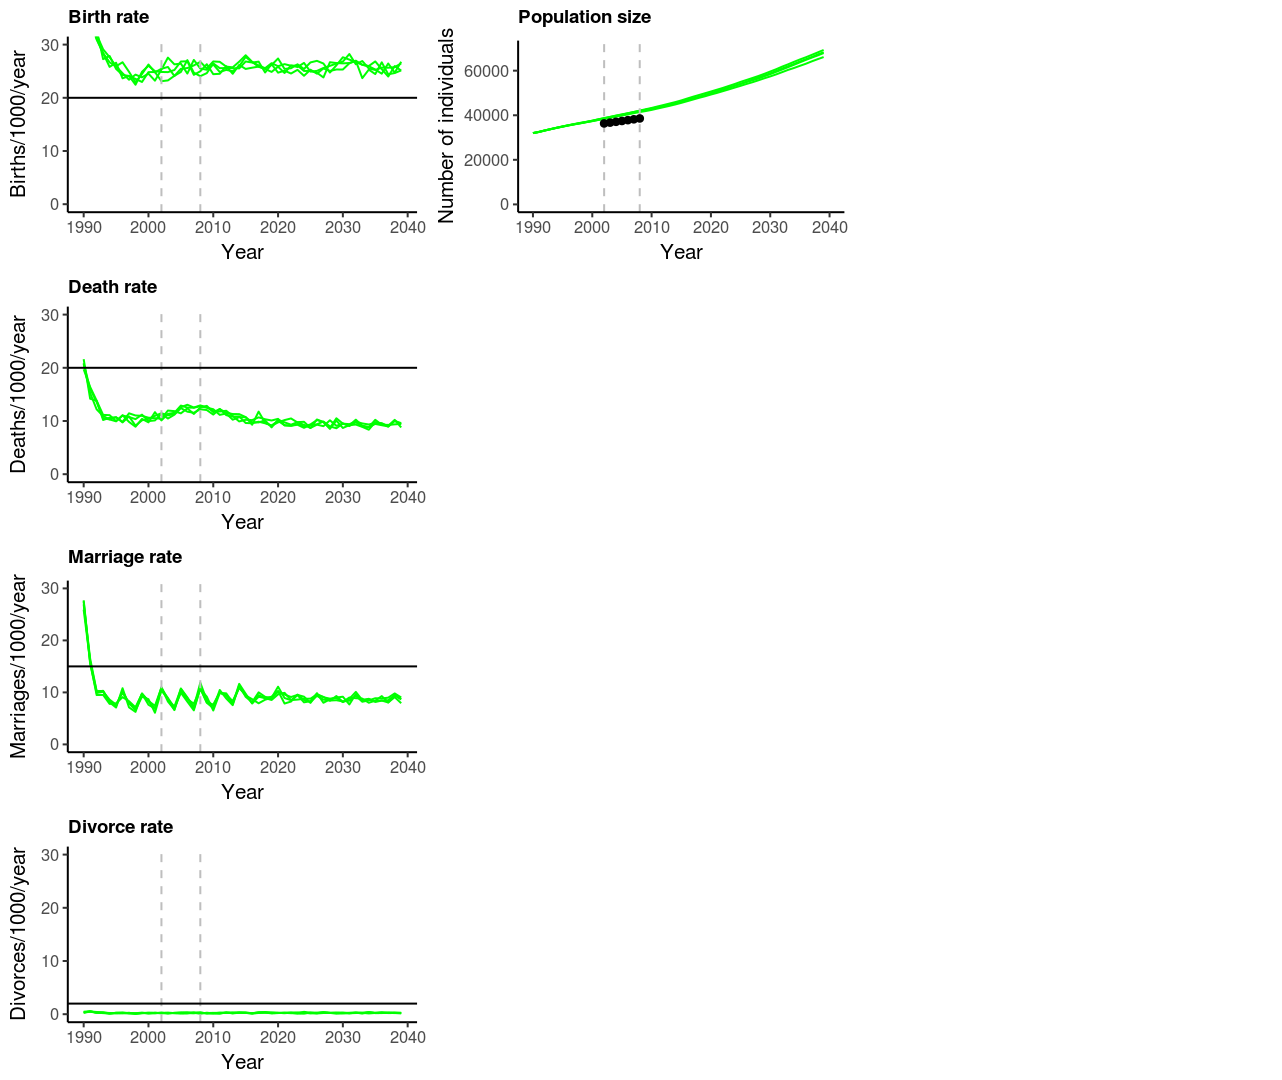 Birth rate
Births/1000/year
30
20
10
0
1990 2000 2010 2020 2030 2040
Year
Population size
Number of individuals
60000
40000
20000
0
1990 2000 2010 2020 2030 2040
Year
Death rate
Deaths/1000/year
30
20
10
0
1990 2000 2010 2020 2030 2040
Year
Marriage rate
Marriages/1000/year
30
20
10
0
1990 2000 2010 2020 2030 2040
Year
Divorce rate
Divorces/1000/year
30
20
10
0
1990 2000 2010 2020 2030 2040
Year